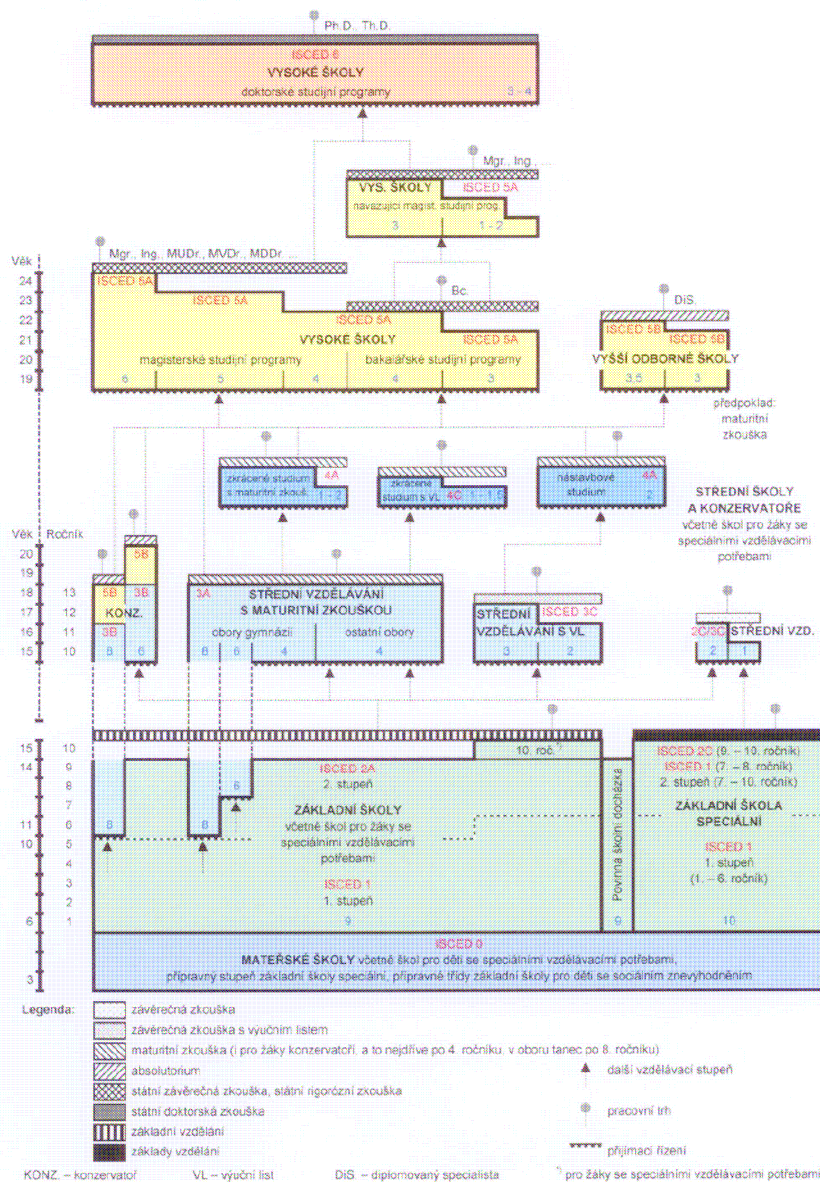 Ph.D., Th.D.
ISCED 6
VYSOKÉ ŠKOLY
doktorské studijní programy
3 - 4
Mgr., Ing.,
VYS. ŠKOLY
ISCED 5A
navazující magist. studijní prog.
3
1 - 2
Mgr., Ing., MUDr., MVDr., MDDr.
Věk
24
23
22
21
20
19
ISCED 5A
ISCED 5A
Bc.
ISCED 5A
ISCED 5A
VYSOKÉ ŠKOLY
magisterské studijní programy
bakalářské studijní programy
6
5
4
4
3
DiS.
ISCED 5B
ISCED 5B
VYŠŠÍ ODBORNÉ ŠKOLY
3,5
3
předpoklad:
maturitní
zkouška
zkrácené studium
s maturitní zkouš.
4A
1 - 2
zkrácené
studium s VL
4C
1 - 1,5
nástavbové
studium
4A
2
STŘEDNÍ ŠKOLY
A KONZERVATOŘE
včetně škol pro žáky se
speciálními vzdělávacími
potřebami
Věk
Ročník
20
19
18 13
17 12
16 11
15 10
5B
5B
3B
KONZ.
3B
8
6
3A
STŘEDNÍ VZDĚLÁVÁNÍ
S MATURITNÍ ZKOUŠKOU
obory gymnázií
ostatní obory
8
6
4
4
STŘEDNÍ
ISCED 3C
VZDĚLÁVÁNÍ S VL
3
2
2C/3C
STŘEDNÍ VZD.
2
1
15 10
14 9
8
7
11 6
10 5
4
3
2
6 1
3
10. roč.*)
8
8
6
ISCED 2A
2. stupeň
ZÁKLADNÍ ŠKOLY
včetně škol pro žáky se
speciálními vzdělávacími
potřebami
ISCED 1
1. stupeň
9
Povinná školní docházka
9
ISCED 2C (9. – 10. ročník)
ISCED 1 (7. – 8. ročník)
2. stupeň (7. – 10. ročník)
ZÁKLADNÍ ŠKOLA
SPECIÁLNÍ
ISCED 1
1. stupeň
(1. – 6. ročník)
10
ISCED 0
MATEŘSKÉ ŠKOLY včetně škol pro děti se speciálními vzdělávacími potřebami,
přípravný stupeň základní školy speciální, přípravné třídy základní školy pro děti se sociálním znevýhodněním
Legenda:
závěrečná zkouška
závěrečná zkouška s výučním listem
maturitní zkouška (i pro žáky konzervatoří, a to nejdříve po 4. ročníku, v oboru tanec po 8. ročníku)
absolutorium
státní závěrečná zkouška, státní rigorózní zkouška
státní doktorská zkouška
základní vzdělání
základy vzdělání
další vzdělávací stupeň
pracovní trh
přijímací řízení
KONZ. – konzervatoř VL – výuční list DiS. – diplomovaný specialista *) pro žáky se speciálními vzdělávacími potřebami